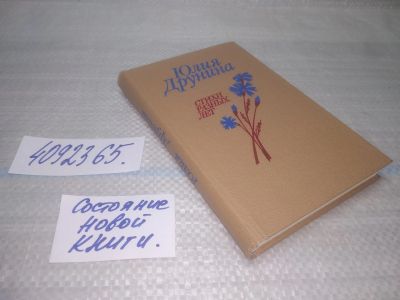 Юлия
Друнина
СТИХИ
РАЗНЫХ
ЛЕТ
4092365.
Состояние
новой
книги.